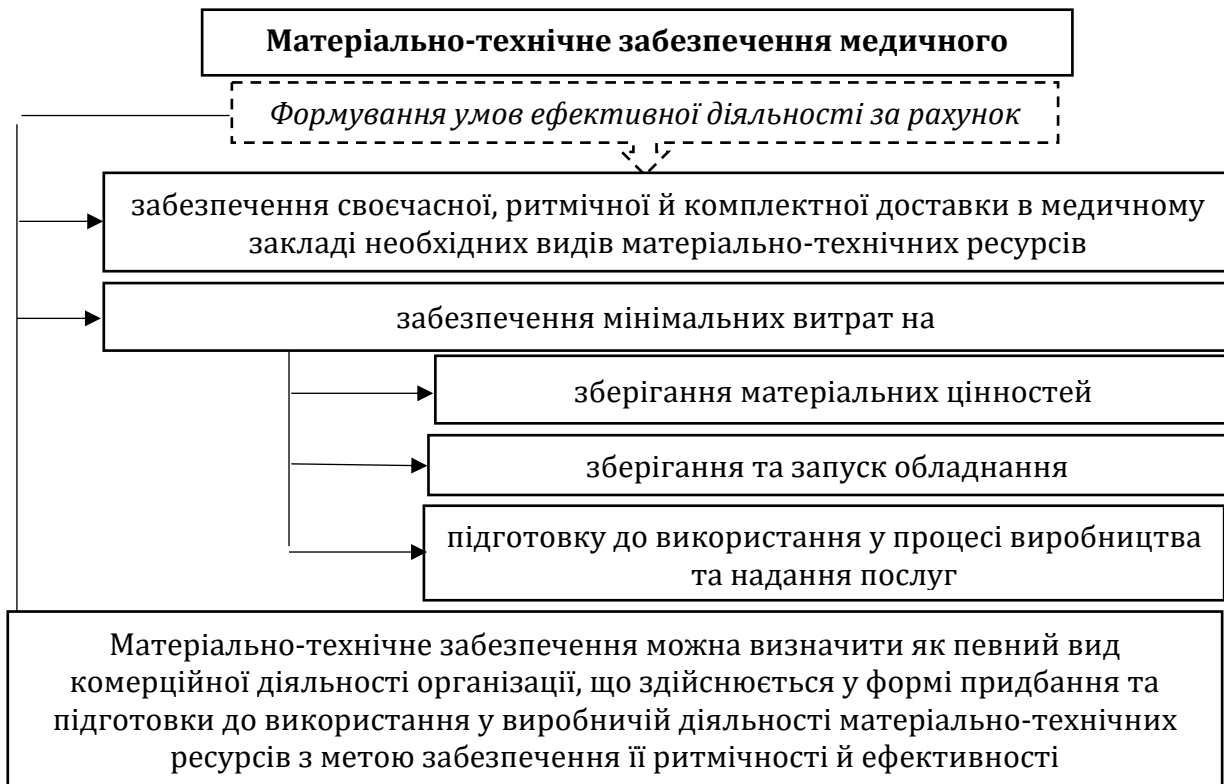 Матеріально-технічне забезпечення медичного
Формування умов ефективної діяльності за рахунок
забезпечення своєчасної, ритмічної й комплектної доставки в медичному
закладі необхідних видів матеріально-технічних ресурсів
забезпечення мінімальних витрат на
зберігання матеріальних цінностей
зберігання та запуск обладнання
підготовку до використання у процесі виробництва
та надання послуг
Матеріально-технічне забезпечення можна визначити як певний вид
комерційної діяльності організації, що здійснюється у формі придбання та
підготовки до використання у виробничій діяльності матеріально-технічних
ресурсів з метою забезпечення її ритмічності й ефективності